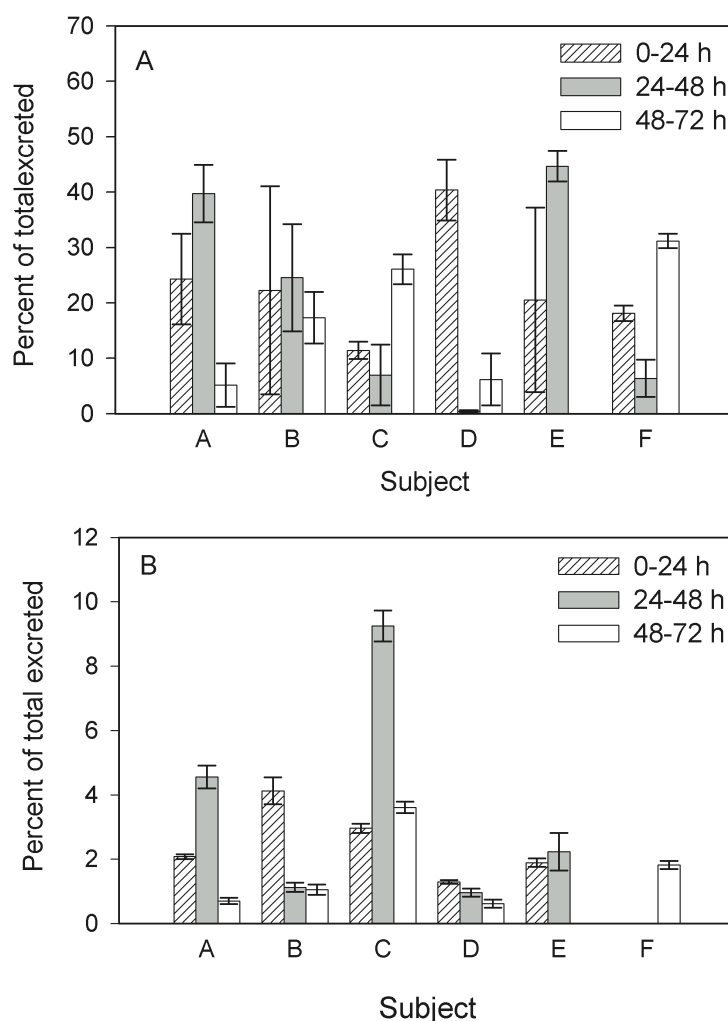 70
60
50
40
30
20
10
0
Percent of totalexcreted
A
0-24 h
24-48 h
48-72 h
A B C D E F
Subject
12
10
8
6
4
2
0
Percent of total excreted
B
0-24 h
24-48 h
48-72 h
A B C D E F
Subject